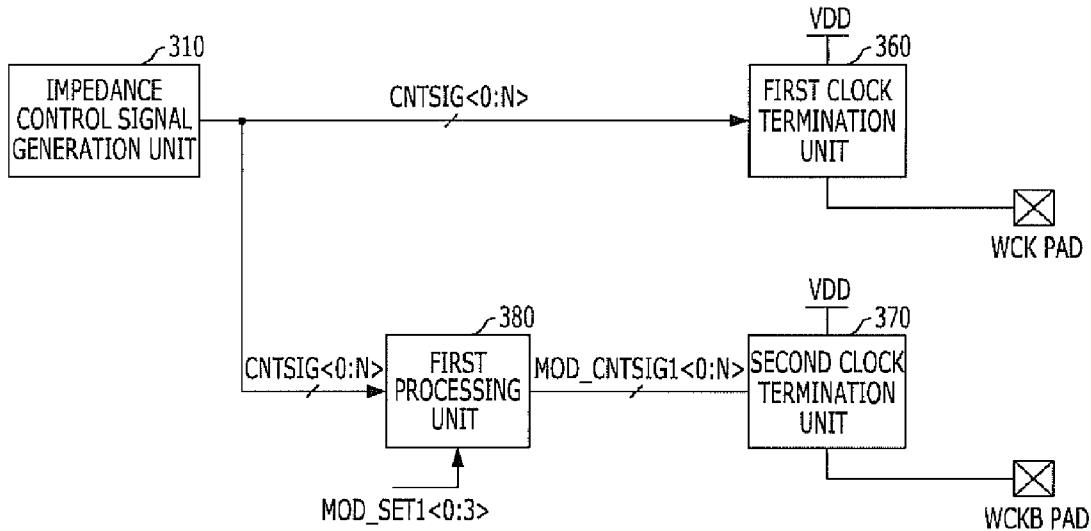 310
IMPEDANCE
CONTROL SIGNAL
GENERATION UNIT
CNTSIG<0:N>
VDD
360
FIRST CLOCK
TERMINATION
UNIT
WCK PAD
CNTSIG<0:N>
380
FIRST
PROCESSING
UNIT
MOD_SET1<0:3>
MOD_CNTSIG1<0:N>
VDD
370
SECOND CLOCK
TERMINATION
UNIT
WCKB PAD